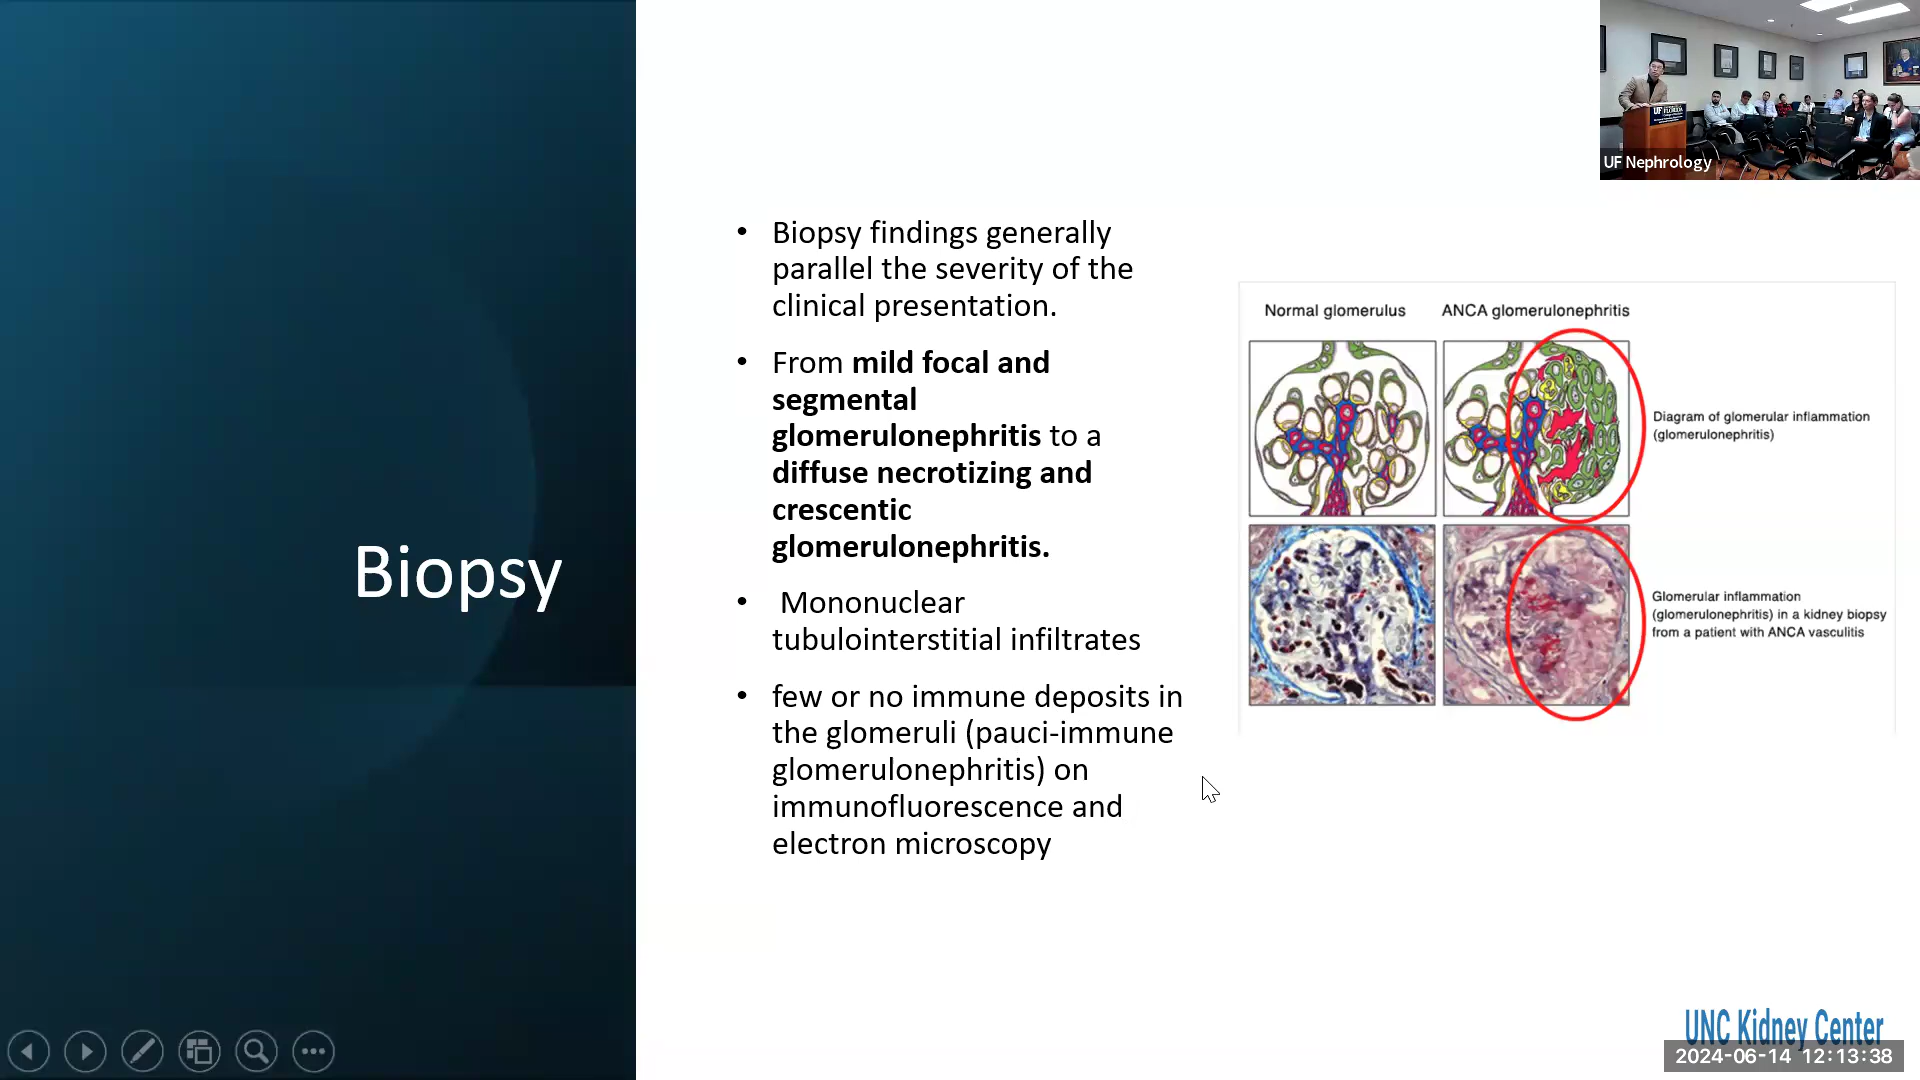 Biopsy
• Biopsy findings generally
parallel the severity of the
clinical presentation.
• From mild focal and
segmental
glomerulonephritis to a
diffuse necrotizing and
crescentic
glomerulonephritis.
• Mononuclear
tubulointerstitial infiltrates
• few or no immune deposits in
the glomeruli (pauci-immune
glomerulonephritis) on
immunofluorescence and
electron microscopy
Normal glomerulus
ANCA glomerulonephritis
Diagram of glomerular inflammation
(glomerulonephritis)
Glomerular inflammation
(glomerulonephritis) in a kidney biopsy
from a patient with ANCA vasculitis
UF
UF Nephrology
UNC Kidney Center
2024-06-14 12:13:38